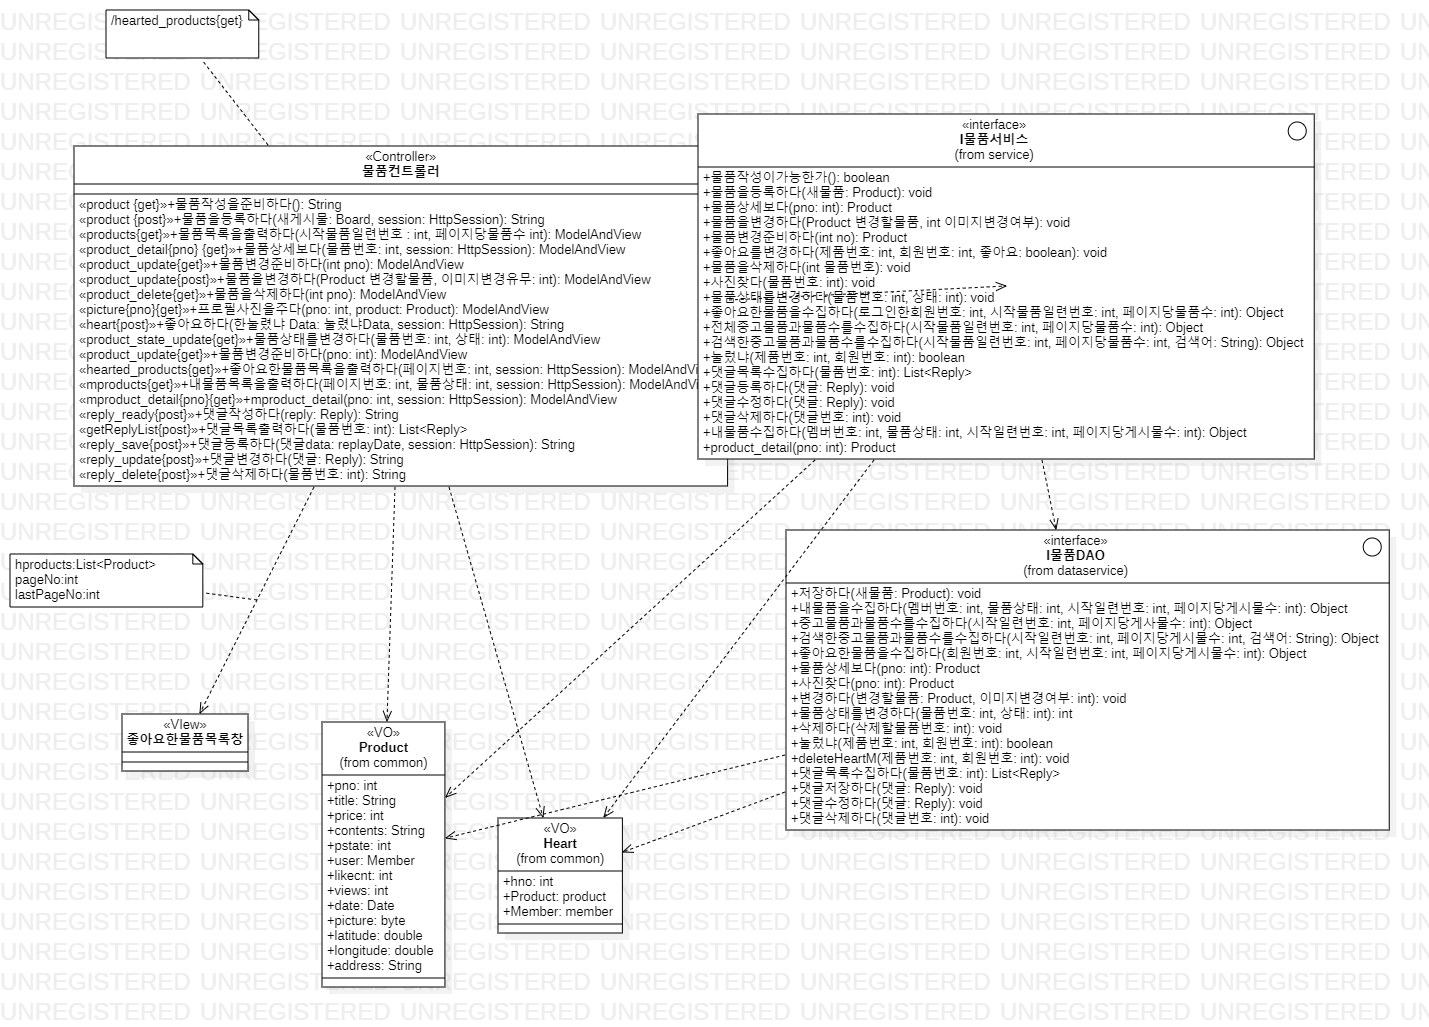 /hearted_products{get}
«Controller»
물품컨트롤러
«product {get}»+물품작성을준비하다(): String
«product {post}»+물품을등록하다(새게시물: Board, session: HttpSession): String
«products{get}»+물품목록을출력하다(시작물품일련번호 : int, 페이지당물품수 int): ModelAndView
«product_detail{pno} {get}»+물품상세보다(물품번호: int, session: HttpSession): ModelAndView
«product_update{get}»+물품변경준비하다(int pno): ModelAndView
«product_update{post}»+물품을변경하다(Product 변경할물품, 이미지변경유무: int): ModelAndView
«product_delete{get}»+물품을삭제하다(int pno): ModelAndView
«picture{pno}{get}»+프로필사진을주다(pno: int, product: Product): ModelAndView
«heart{post}»+좋아요하다(한눌렀냐 Data: 눌렀냐Data, session: HttpSession): String
«product_state_update{get}»+물품상태를변경하다(물품번호: int, 상태: int): ModelAndView
«product_update{get}»+물품변경준비하다(pno: int): ModelAndView
«hearted_products{get}»+좋아요한물품목록을출력하다(페이지번호: int, session: HttpSession): ModelAndVi
«mproducts{get}»+내물품목록을출력하다(페이지번호: int, 물품상태: int, session: HttpSession): ModelAndVi
«mproduct_detail{pno}{get}»+mproduct_detail(pno: int, session: HttpSession): ModelAndView
«reply_ready{post}»+댓글작성하다(reply: Reply): String
«getReplyList{post}»+댓글목록출력하다(물품번호: int): List<Reply>
«reply_save{post}»+댓글등록하다(댓글data: replayDate, session: HttpSession): String
«reply_update{post}»+댓글변경하다(댓글: Reply): String
«reply_delete{post}»+댓글삭제하다(물품번호: int): String
«interface»
I물품서비스
(from service)
+물품작성이가능한가(): boolean
+물품을등록하다(새물품: Product): void
+물품상세보다(pno: int): Product
+물품을변경하다(Product 변경할물품, int 이미지변경여부): void
+물품변경준비하다(int no): Product
+좋아요를변경하다(제품번호: int, 회원번호: int, 좋아요: boolean): void
+물품을삭제하다(int 물품번호): void
+사진찾다(물품번호: int): void
+물품상태를변경하다(물품번호: int, 상태: int): void
+좋아요한물품을수집하다(로그인한회원번호: int, 시작물품일련번호: int, 페이지당물품수: int): Object
+전체중고물품과물품수를수집하다(시작물품일련번호: int, 페이지당물품수: int): Object
+검색한중고물품과물품수를수집하다(시작물품일련번호: int, 페이지당물품수: int, 검색어: String): Object
+눌렀냐(제품번호: int, 회원번호: int): boolean
+댓글목록수집하다(물품번호: int): List<Reply>
+댓글등록하다(댓글: Reply): void
+댓글수정하다(댓글: Reply): void
+댓글삭제하다(댓글번호: int): void
+내물품수집하다(멤버번호: int, 물품상태: int, 시작일련번호: int, 페이지당게시물수: int): Object
+product_detail(pno: int): Product
hproducts:List<Product>
pageNo:int
lastPageNo:int
«interface»
I물품DAO
(from dataservice)
+저장하다(새물품: Product): void
+내물품을수집하다(멤버번호: int, 물품상태: int, 시작일련번호: int, 페이지당게시물수: int): Object
+중고물품과물품수를수집하다(시작일련번호: int, 페이지당게사물수: int): Object
+검색한중고물품과물품수를수집하다(시작일련번호: int, 페이지당게시물수: int, 검색어: String): Object
+좋아요한물품을수집하다(회원번호: int, 시작일련번호: int, 페이지당게시물수: int): Object
+물품상세보다(pno: int): Product
+사진찾다(pno: int): Product
+변경하다(변경할물품: Product, 이미지변경여부: int): void
+물품상태를변경하다(물품번호: int, 상태: int): int
+삭제하다(삭제할물품번호: int): void
+눌렀냐(제품번호: int, 회원번호: int): boolean
+deleteHeartM(제품번호: int, 회원번호: int): void
+댓글목록수집하다(물품번호: int): List<Reply>
+댓글저장하다(댓글: Reply): void
+댓글수정하다(댓글: Reply): void
+댓글삭제하다(댓글번호: int): void
«VIew»
좋아요한물품목록창
«VO»
Product
(from common)
+pno: int
+title: String
+price: int
+contents: String
+pstate: int
+user: Member
+likecnt: int
+views: int
+date: Date
+picture: byte
+latitude: double
+longitude: double
+address: String
«VO»
Heart
(from common)
+hno: int
+Product: product
+Member: member